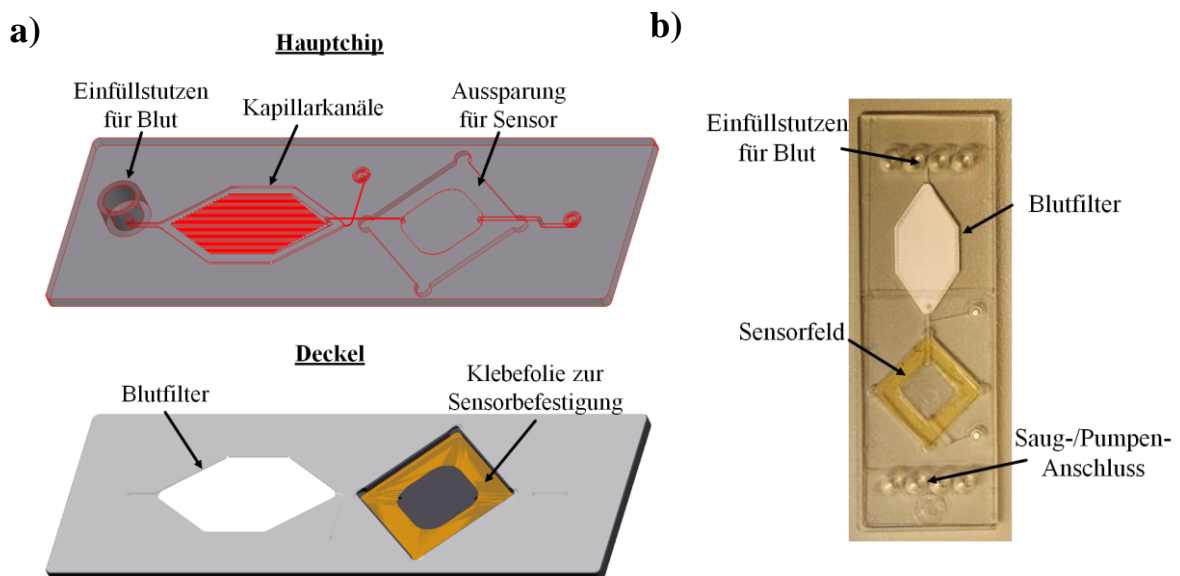 a)
Hauptchip
Einfüllstutzen
für Blut
Kapillarkanäle
Aussparung
für Sensor
Deckel
Blutfilter
Klebefolie zur
Sensorbefestigung
b)
Einfüllstutzen
für Blut
Blutfilter
Sensorfeld
Saug-/Pumpen-
Anschluss